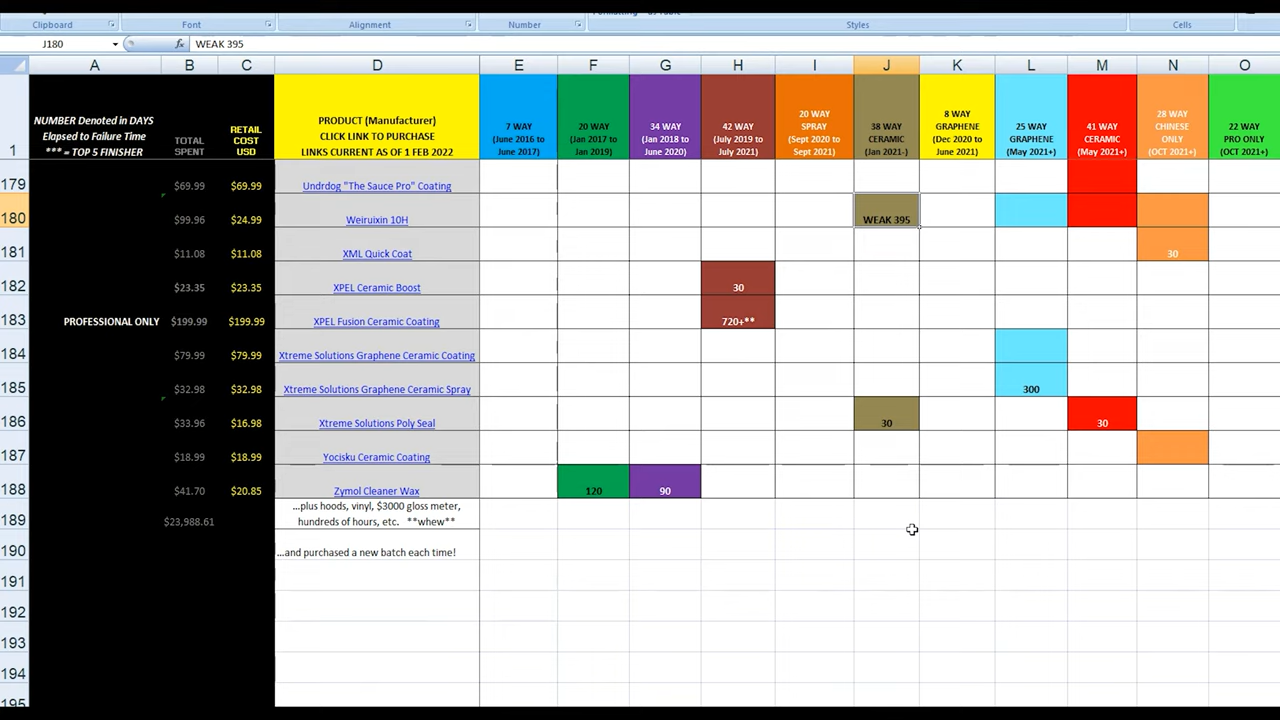 Clipboard Font Alignment Number Styles Cells
J180 fx WEAK 395
A B C D E F G H I J K L M N O
1
NUMBER Denoted in DAYS
Elapsed to Failure Time
*** = TOP 5 FINISHER
TOTAL
SPENT
RETAIL
COST
USD
PRODUCT (Manufacturer)
CLICK LINK TO PURCHASE
LINKS CURRENT AS OF 1 FEB 2022
7 WAY
(June 2016 to
June 2017)
20 WAY
(Jan 2017 to
Jan 2019)
34 WAY
(Jan 2018 to
June 2020)
42 WAY
(July 2019 to
July 2021)
20 WAY
SPRAY
(Sept 2020 to
Sept 2021)
38 WAY
CERAMIC
(Jan 2021-)
8 WAY
GRAPHENE
(Dec 2020 to
June 2021)
25 WAY
GRAPHENE
(May 2021+)
41 WAY
CERAMIC
(May 2021+)
28 WAY
CHINESE
ONLY
(OCT 2021+)
22 WAY
PRO ONLY
(OCT 2021+)
179 $69.99 $69.99 Undrdog "The Sauce Pro" Coating
180 $99.96 $24.99 Weiruixin 10H WEAK 395
181 $11.08 $11.08 XML Quick Coat 30
182 $23.35 $23.35 XPEL Ceramic Boost 30
183 PROFESSIONAL ONLY $199.99 $199.99 XPEL Fusion Ceramic Coating 720+**
184 $79.99 $79.99 Xtreme Solutions Graphene Ceramic Coating
185 $32.98 $32.98 Xtreme Solutions Graphene Ceramic Spray 300
186 $33.96 $16.98 Xtreme Solutions Poly Seal 30 30
187 $18.99 $18.99 Yocisku Ceramic Coating
188 $41.70 $20.85 Zymol Cleaner Wax 120 90
189 $23,988.61 ...plus hoods, vinyl, $3000 gloss meter,
hundreds of hours, etc. **whew**
190 ...and purchased a new batch each time!
191
192
193
194
195